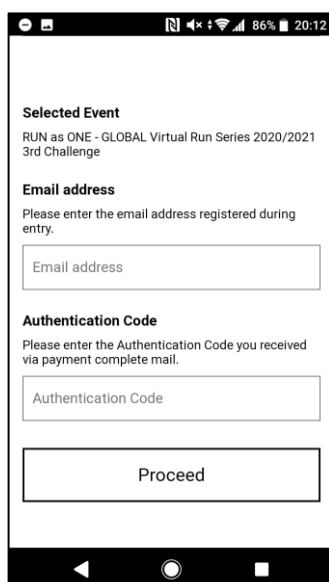 86% 20:12
Selected Event
RUN as ONE - GLOBAL Virtual Run Series 2020/2021
3rd Challenge
Email address
Please enter the email address registered during
entry.
Email address
Authentication Code
Please enter the Authentication Code you received
via payment complete mail.
Authentication Code
Proceed